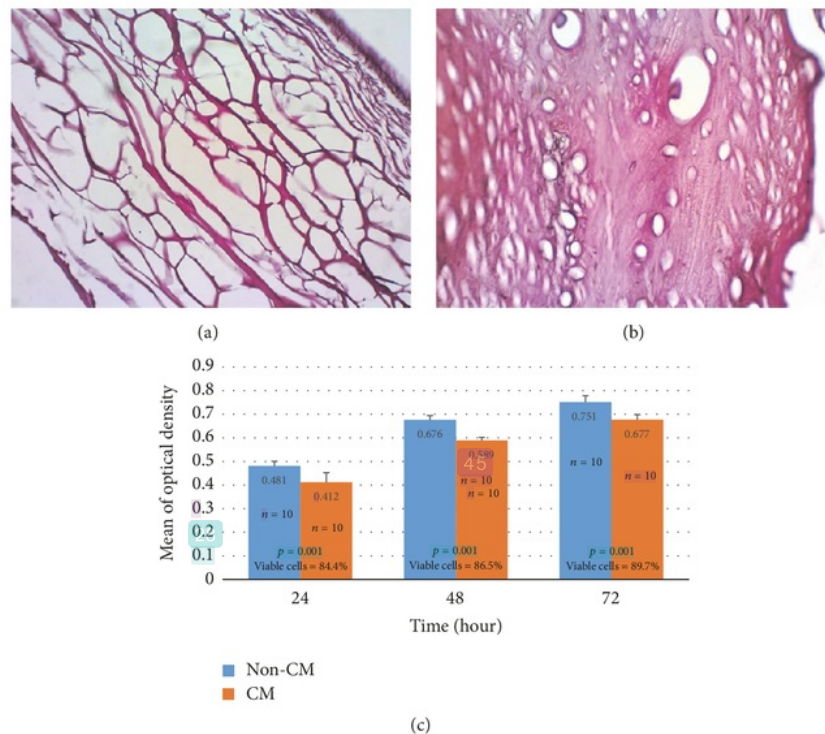 (a)
(b)
Mean of optical density
0.9
0.8
0.7
0.6
0.5
0.4
0.3
0.2
0.1
0
0.481
n = 10
0.412
n = 10
p = 0.001
Viable cells = 84.4%
0.676
0.589
45
n = 10
n = 10
p = 0.001
Viable cells = 86.5%
0.751
n = 10
0.677
n = 10
p = 0.001
Viable cells = 89.7%
24
48
72
Time (hour)
Non-CM
CM
(c)